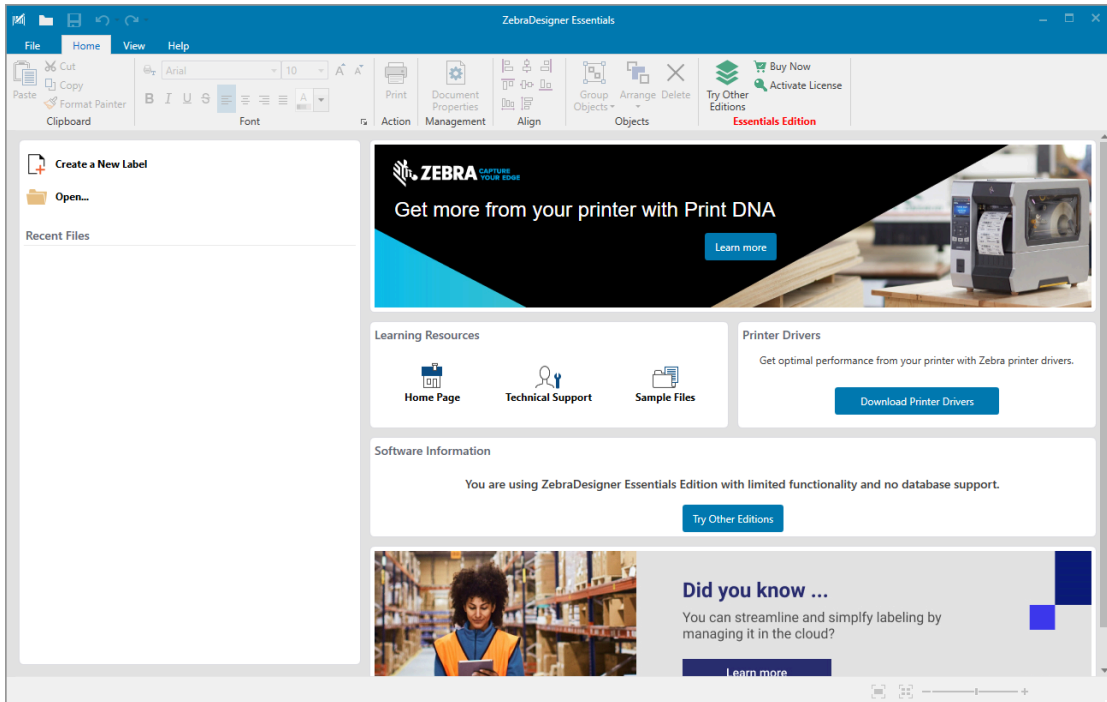 ZebraDesigner Essentials
File Home View Help
Paste
Cut
Copy
Format Painter
Clipboard
Arial 10
B I U S A
Font
Print
Action
Document
Properties
Management
Align
Group
Objects
Arrange
Delete
Objects
Try Other
Editions
Buy Now
Activate License
Essentials Edition
Create a New Label
Open...
Recent Files
ZEBRA CAPTURE
YOUR EDGE
Get more from your printer with Print DNA
Learn more
Learning Resources
Home Page
Technical Support
Sample Files
Printer Drivers
Get optimal performance from your printer with Zebra printer drivers.
Download Printer Drivers
Software Information
You are using ZebraDesigner Essentials Edition with limited functionality and no database support.
Try Other Editions
Did you know ...
You can streamline and simplfy labeling by
managing it in the cloud?
Learn more